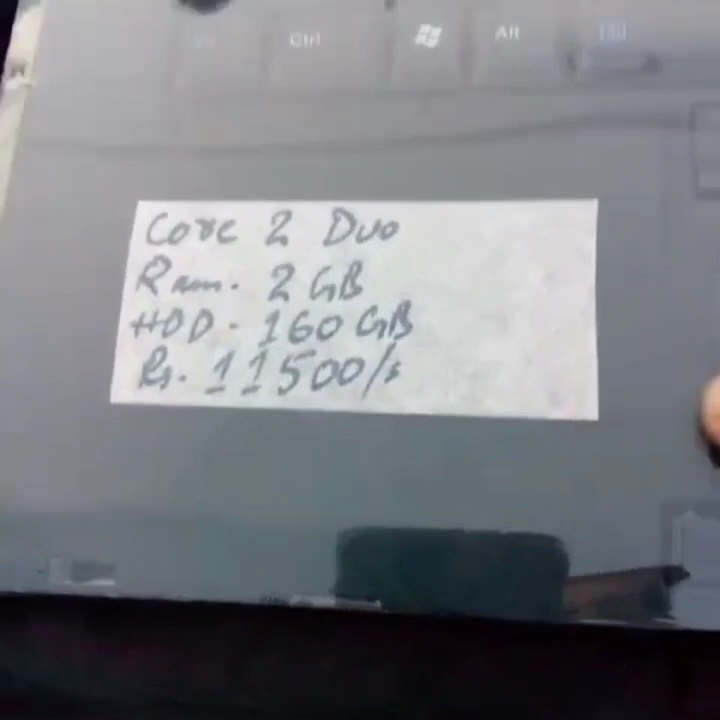 Ctrl
Alt
Core 2 Duo
Ram. 2 GB
HDD - 160 GB
Rs. 11500/s